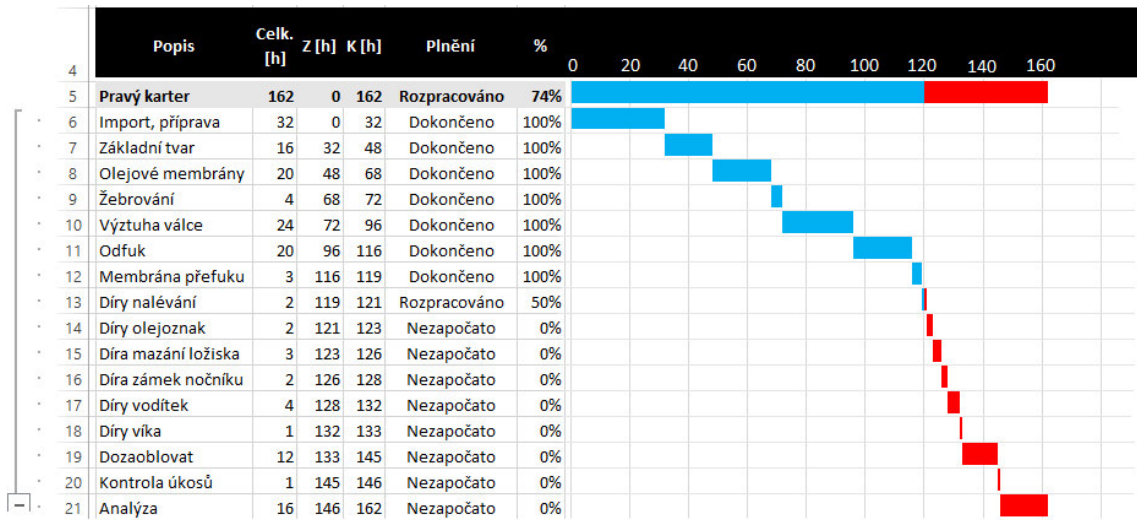 4 Popis Celk. [h] Z [h] K [h] Plnění % 0 20 40 60 80 100 120 140 160
5 Pravý karter 162 0 162 Rozpracováno 74%
6 Import, příprava 32 0 32 Dokončeno 100%
7 Základní tvar 16 32 48 Dokončeno 100%
8 Olejové membrány 20 48 68 Dokončeno 100%
9 Žebrování 4 68 72 Dokončeno 100%
10 Výztuha válce 24 72 96 Dokončeno 100%
11 Odfuk 20 96 116 Dokončeno 100%
12 Membrána přefuku 3 116 119 Dokončeno 100%
13 Díry nalévání 2 119 121 Rozpracováno 50%
14 Díry olejoznak 2 121 123 Nezapočato 0%
15 Díra mazání ložiska 3 123 126 Nezapočato 0%
16 Díra zámek nočníku 2 126 128 Nezapočato 0%
17 Díry vodítek 4 128 132 Nezapočato 0%
18 Díry víka 1 132 133 Nezapočato 0%
19 Dozaoblovat 12 133 145 Nezapočato 0%
20 Kontrola úkosů 1 145 146 Nezapočato 0%
21 Analýza 16 146 162 Nezapočato 0%